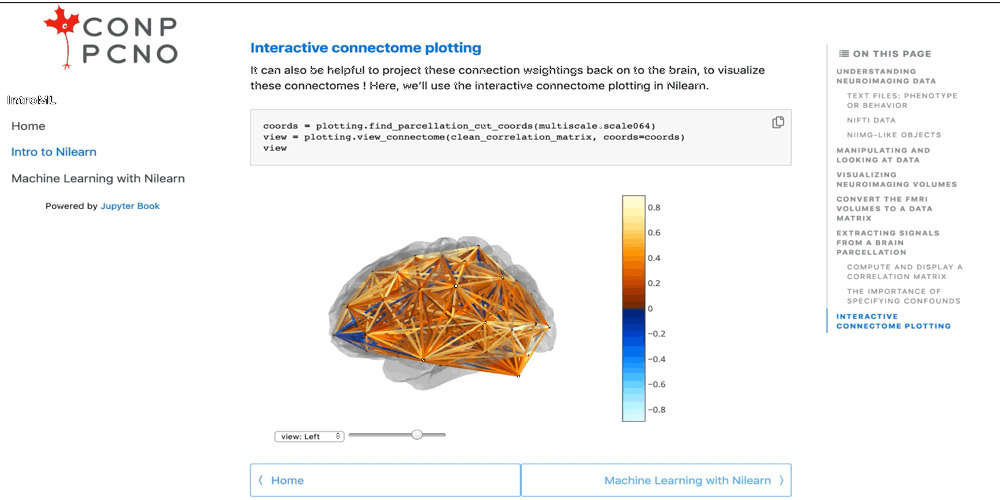 CONP
PCNO
IntroML
Home
Intro to Nilearn
Machine Learning with Nilearn
Powered by Jupyter Book
Interactive connectome plotting
It can also be helpful to project these connection weightings back on to the brain, to visualize
these connectomes ! Here, we'll use the interactive connectome plotting in Nilearn.
coords = plotting.find_parcellation_cut_coords(multiscale.scale064)
view = plotting.view_connectome(clean_correlation_matrix, coords=coords)
view
0.8
0.6
0.4
0.2
0
−0.2
−0.4
−0.6
−0.8
view: Left
Home
Machine Learning with Nilearn
ON THIS PAGE
UNDERSTANDING
NEUROIMAGING DATA
TEXT FILES: PHENOTYPE
OR BEHAVIOR
NIFTI DATA
NIIMG-LIKE OBJECTS
MANIPULATING AND
LOOKING AT DATA
VISUALIZING
NEUROIMAGING VOLUMES
CONVERT THE FMRI
VOLUMES TO A DATA
MATRIX
EXTRACTING SIGNALS
FROM A BRAIN
PARCELLATION
COMPUTE AND DISPLAY A
CORRELATION MATRIX
THE IMPORTANCE OF
SPECIFYING CONFOUNDS
INTERACTIVE
CONNECTOME PLOTTING